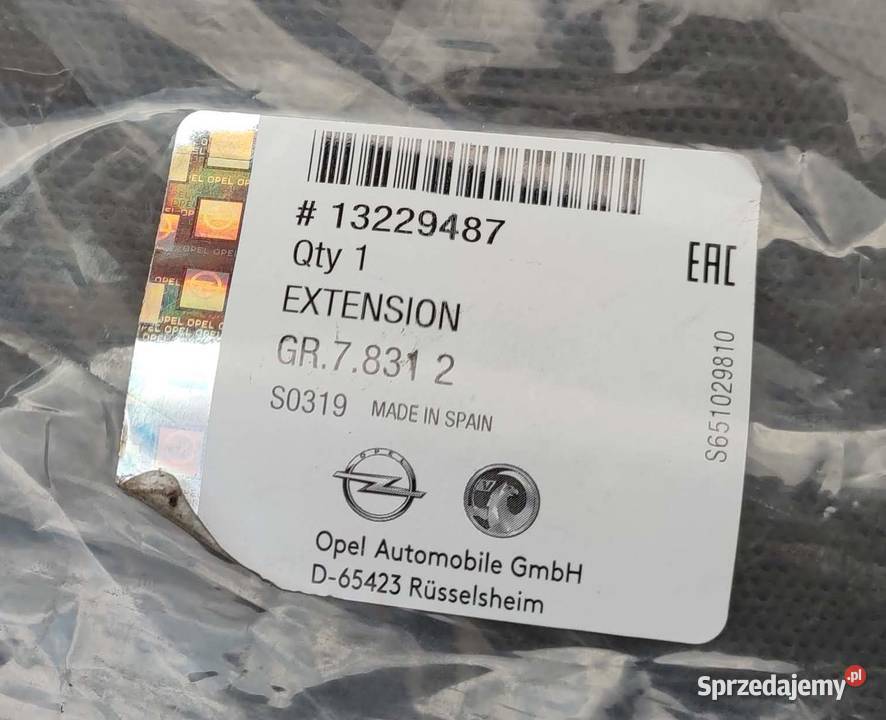 # 13229487
Qty 1
EAC
EXTENSION
GR.7.831 2
S0319 MADE IN SPAIN
S651029810
OPEL
Opel Automobile GmbH
D-65423 Rüsselsheim
Sprzedajemy.pl